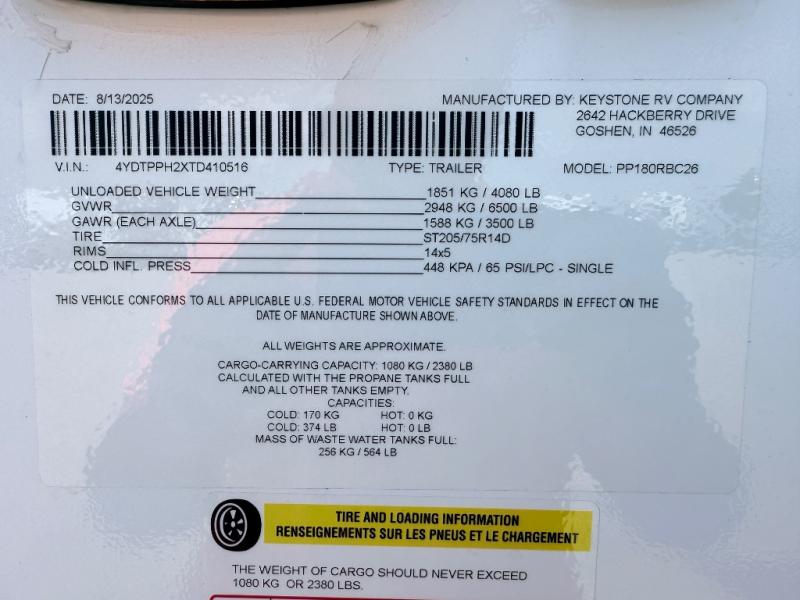 DATE: 8/13/2025 MANUFACTURED BY: KEYSTONE RV COMPANY
2642 HACKBERRY DRIVE
GOSHEN, IN 46526
V.I.N.: 4YDTPPH2XTD410516 TYPE: TRAILER MODEL: PP180RBC26
UNLOADED VEHICLE WEIGHT 1851 KG / 4080 LB
GVWR 2948 KG / 6500 LB
GAWR (EACH AXLE) 1588 KG / 3500 LB
TIRE ST205/75R14D
RIMS 14x5
COLD INFL. PRESS 448 KPA / 65 PSI/LPC - SINGLE
THIS VEHICLE CONFORMS TO ALL APPLICABLE U.S. FEDERAL MOTOR VEHICLE SAFETY STANDARDS IN EFFECT ON THE
DATE OF MANUFACTURE SHOWN ABOVE.
ALL WEIGHTS ARE APPROXIMATE.
CARGO-CARRYING CAPACITY: 1080 KG / 2380 LB
CALCULATED WITH THE PROPANE TANKS FULL
AND ALL OTHER TANKS EMPTY.
CAPACITIES:
COLD: 170 KG HOT: 0 KG
COLD: 374 LB HOT: 0 LB
MASS OF WASTE WATER TANKS FULL:
256 KG / 564 LB
TIRE AND LOADING INFORMATION
RENSEIGNEMENTS SUR LES PNEUS ET LE CHARGEMENT
THE WEIGHT OF CARGO SHOULD NEVER EXCEED
1080 KG OR 2380 LBS.